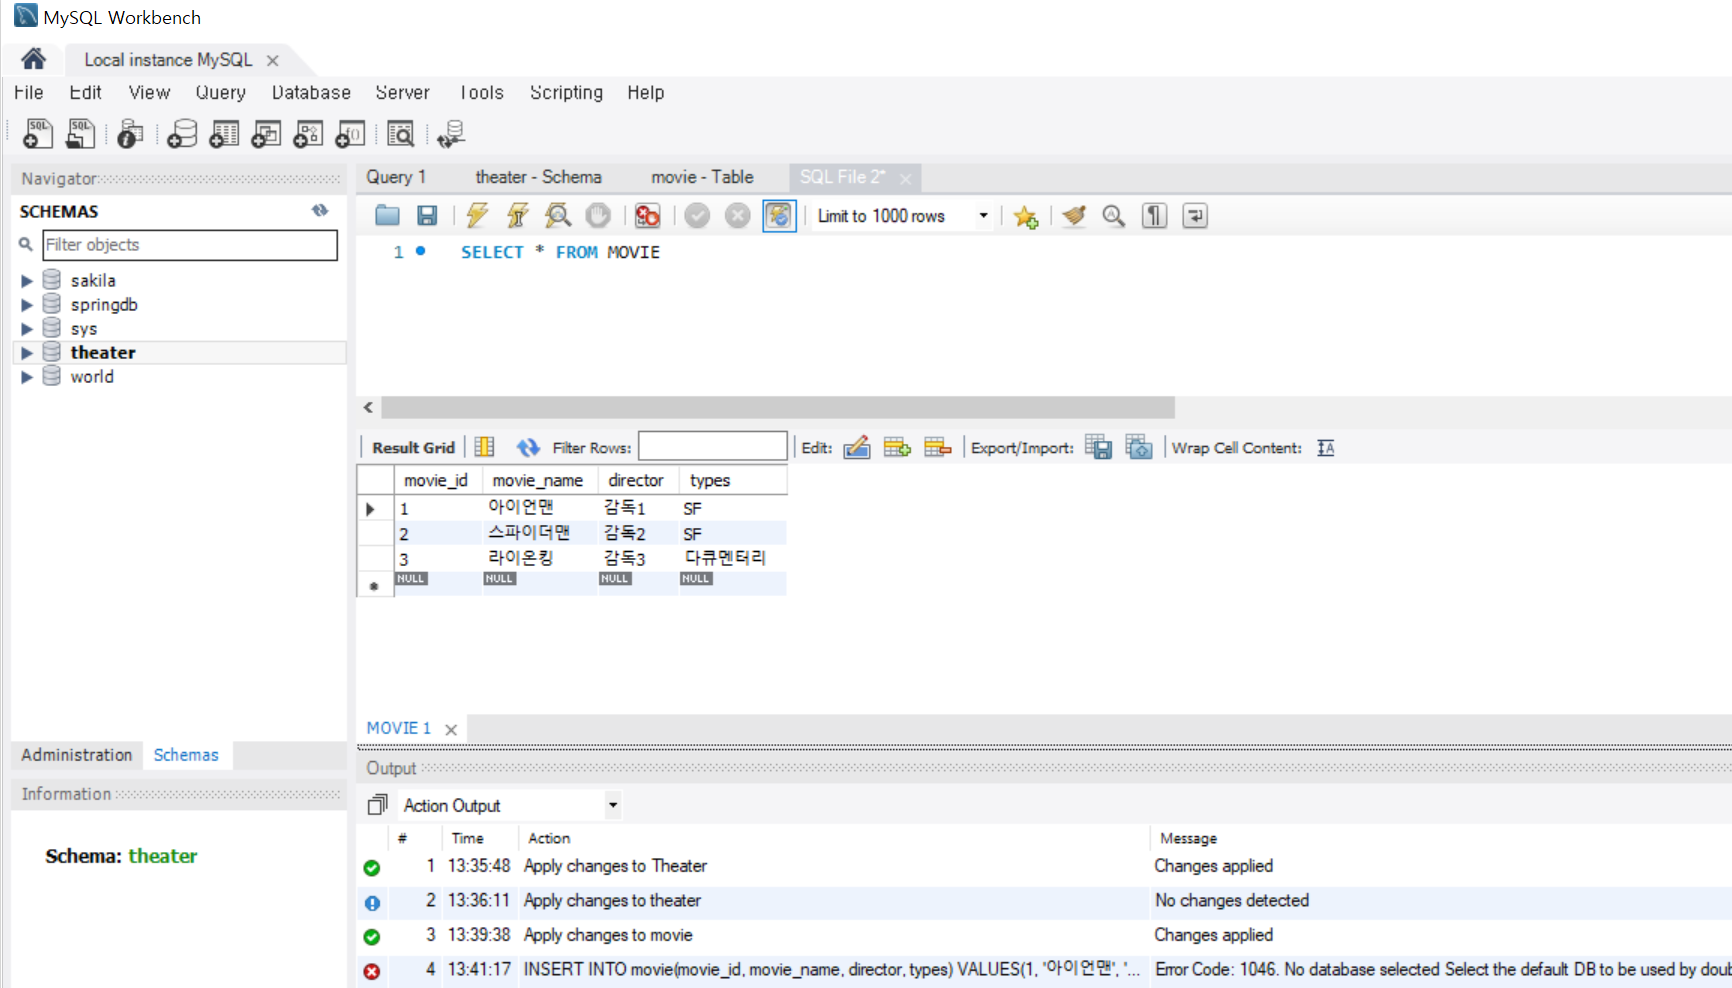 MySQL Workbench
Local instance MySQL
File Edit View Query Database Server Tools Scripting Help
Navigator
SCHEMAS
Filter objects
sakila
springdb
sys
theater
world
Administration Schemas
Information
Schema: theater
Query 1 theater - Schema movie - Table SQL File 2*
Limit to 1000 rows
1 SELECT * FROM MOVIE
Result Grid Filter Rows: Edit: Export/Import: Wrap Cell Content:
movie_id movie_name director types
1 아이언맨 감독1 SF
2 스파이더맨 감독2 SF
3 라이온킹 감독3 다큐멘터리
NULL NULL NULL NULL
MOVIE 1
Output
Action Output
# Time Action Message
1 13:35:48 Apply changes to Theater Changes applied
2 13:36:11 Apply changes to theater No changes detected
3 13:39:38 Apply changes to movie Changes applied
4 13:41:17 INSERT INTO movie(movie_id, movie_name, director, types) VALUES(1, '아이언맨', '... Error Code: 1046. No database selected Select the default DB to be used by doub